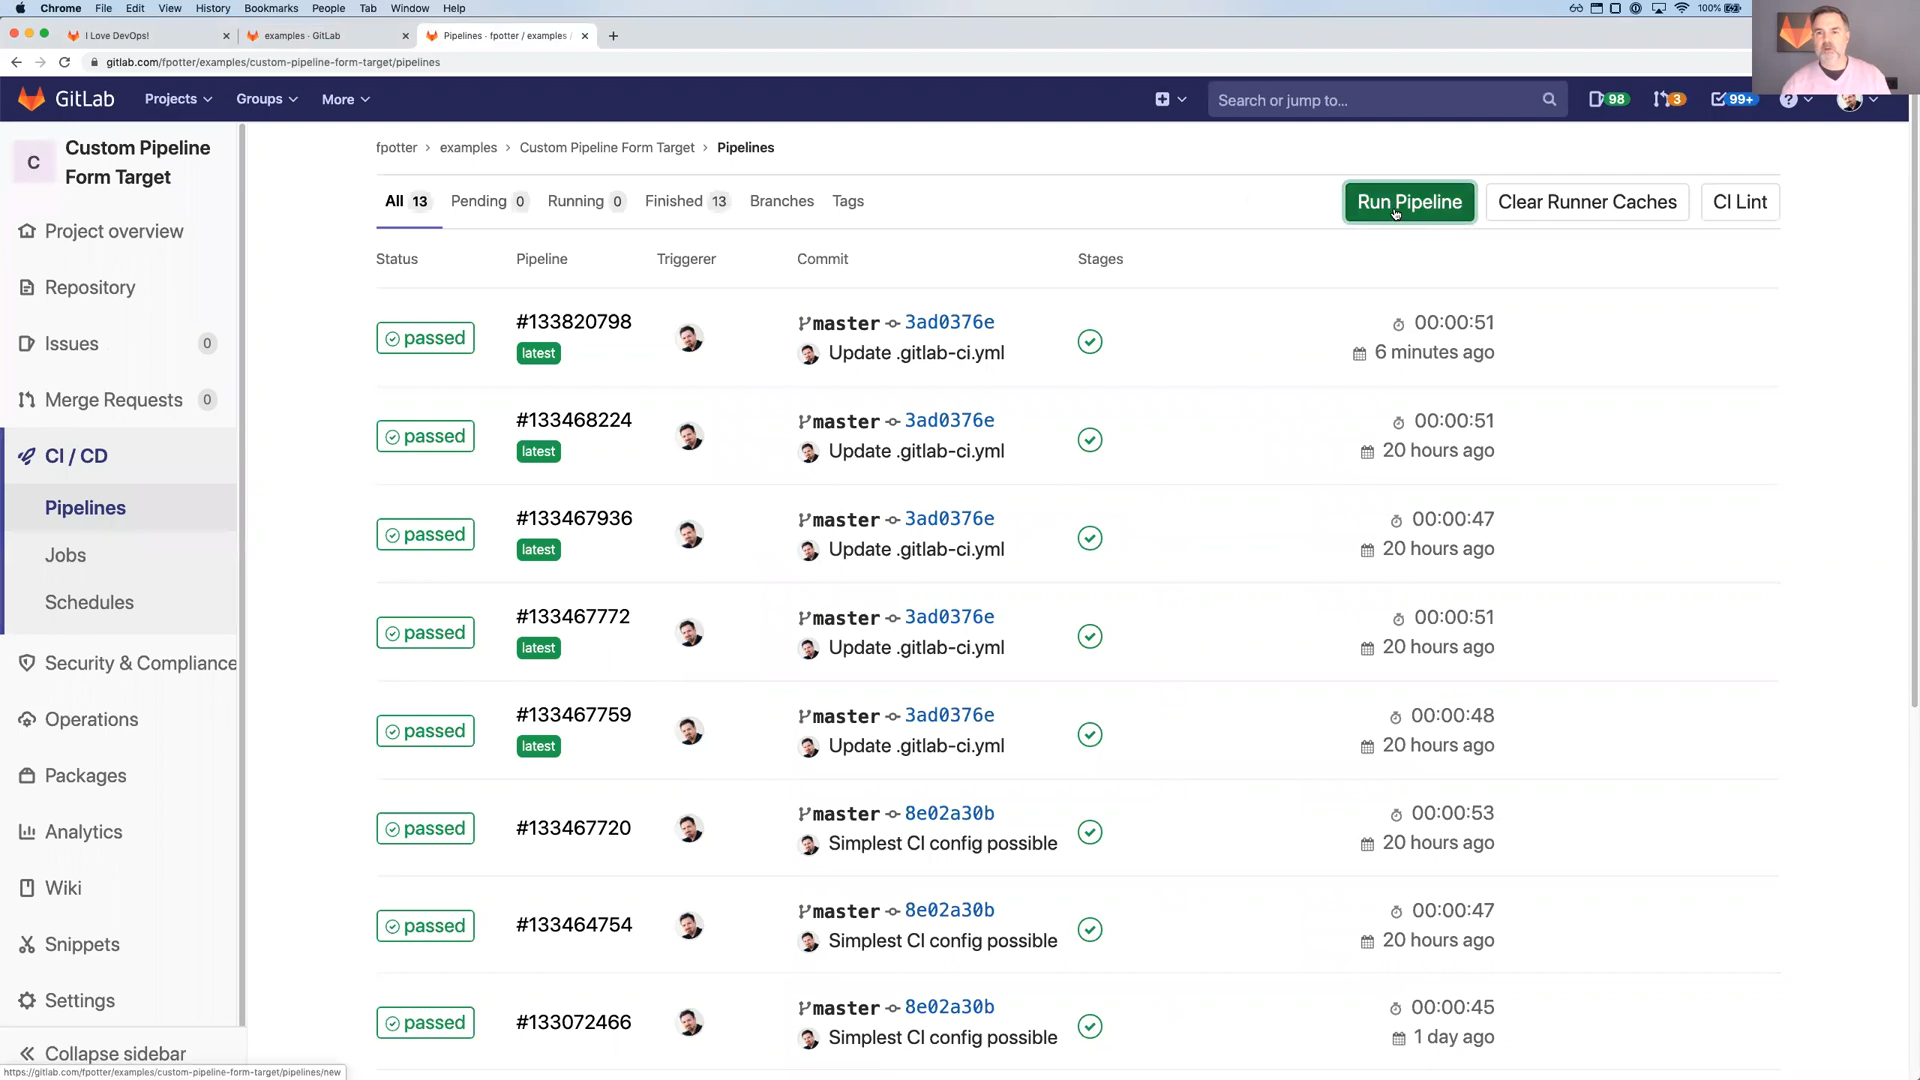 Chrome File Edit View History Bookmarks People Tab Window Help 100%
I Love DevOps! examples · GitLab Pipelines · fpotter / examples /
gitlab.com/fpotter/examples/custom-pipeline-form-target/pipelines
GitLab Projects Groups More Search or jump to... 98 3 99+
C Custom Pipeline
Form Target
Project overview
Repository
Issues 0
Merge Requests 0
CI / CD
Pipelines
Jobs
Schedules
Security & Compliance
Operations
Packages
Analytics
Wiki
Snippets
Settings
Collapse sidebar
https://gitlab.com/fpotter/examples/custom-pipeline-form-target/pipelines/new
fpotter › examples › Custom Pipeline Form Target › Pipelines
All 13 Pending 0 Running 0 Finished 13 Branches Tags Run Pipeline Clear Runner Caches CI Lint
Status Pipeline Triggerer Commit Stages
passed #133820798 master 3ad0376e 00:00:51
latest Update .gitlab-ci.yml 6 minutes ago
passed #133468224 master 3ad0376e 00:00:51
latest Update .gitlab-ci.yml 20 hours ago
passed #133467936 master 3ad0376e 00:00:47
latest Update .gitlab-ci.yml 20 hours ago
passed #133467772 master 3ad0376e 00:00:51
latest Update .gitlab-ci.yml 20 hours ago
passed #133467759 master 3ad0376e 00:00:48
latest Update .gitlab-ci.yml 20 hours ago
passed #133467720 master 8e02a30b 00:00:53
Simplest CI config possible 20 hours ago
passed #133464754 master 8e02a30b 00:00:47
Simplest CI config possible 20 hours ago
passed #133072466 master 8e02a30b 00:00:45
Simplest CI config possible 1 day ago